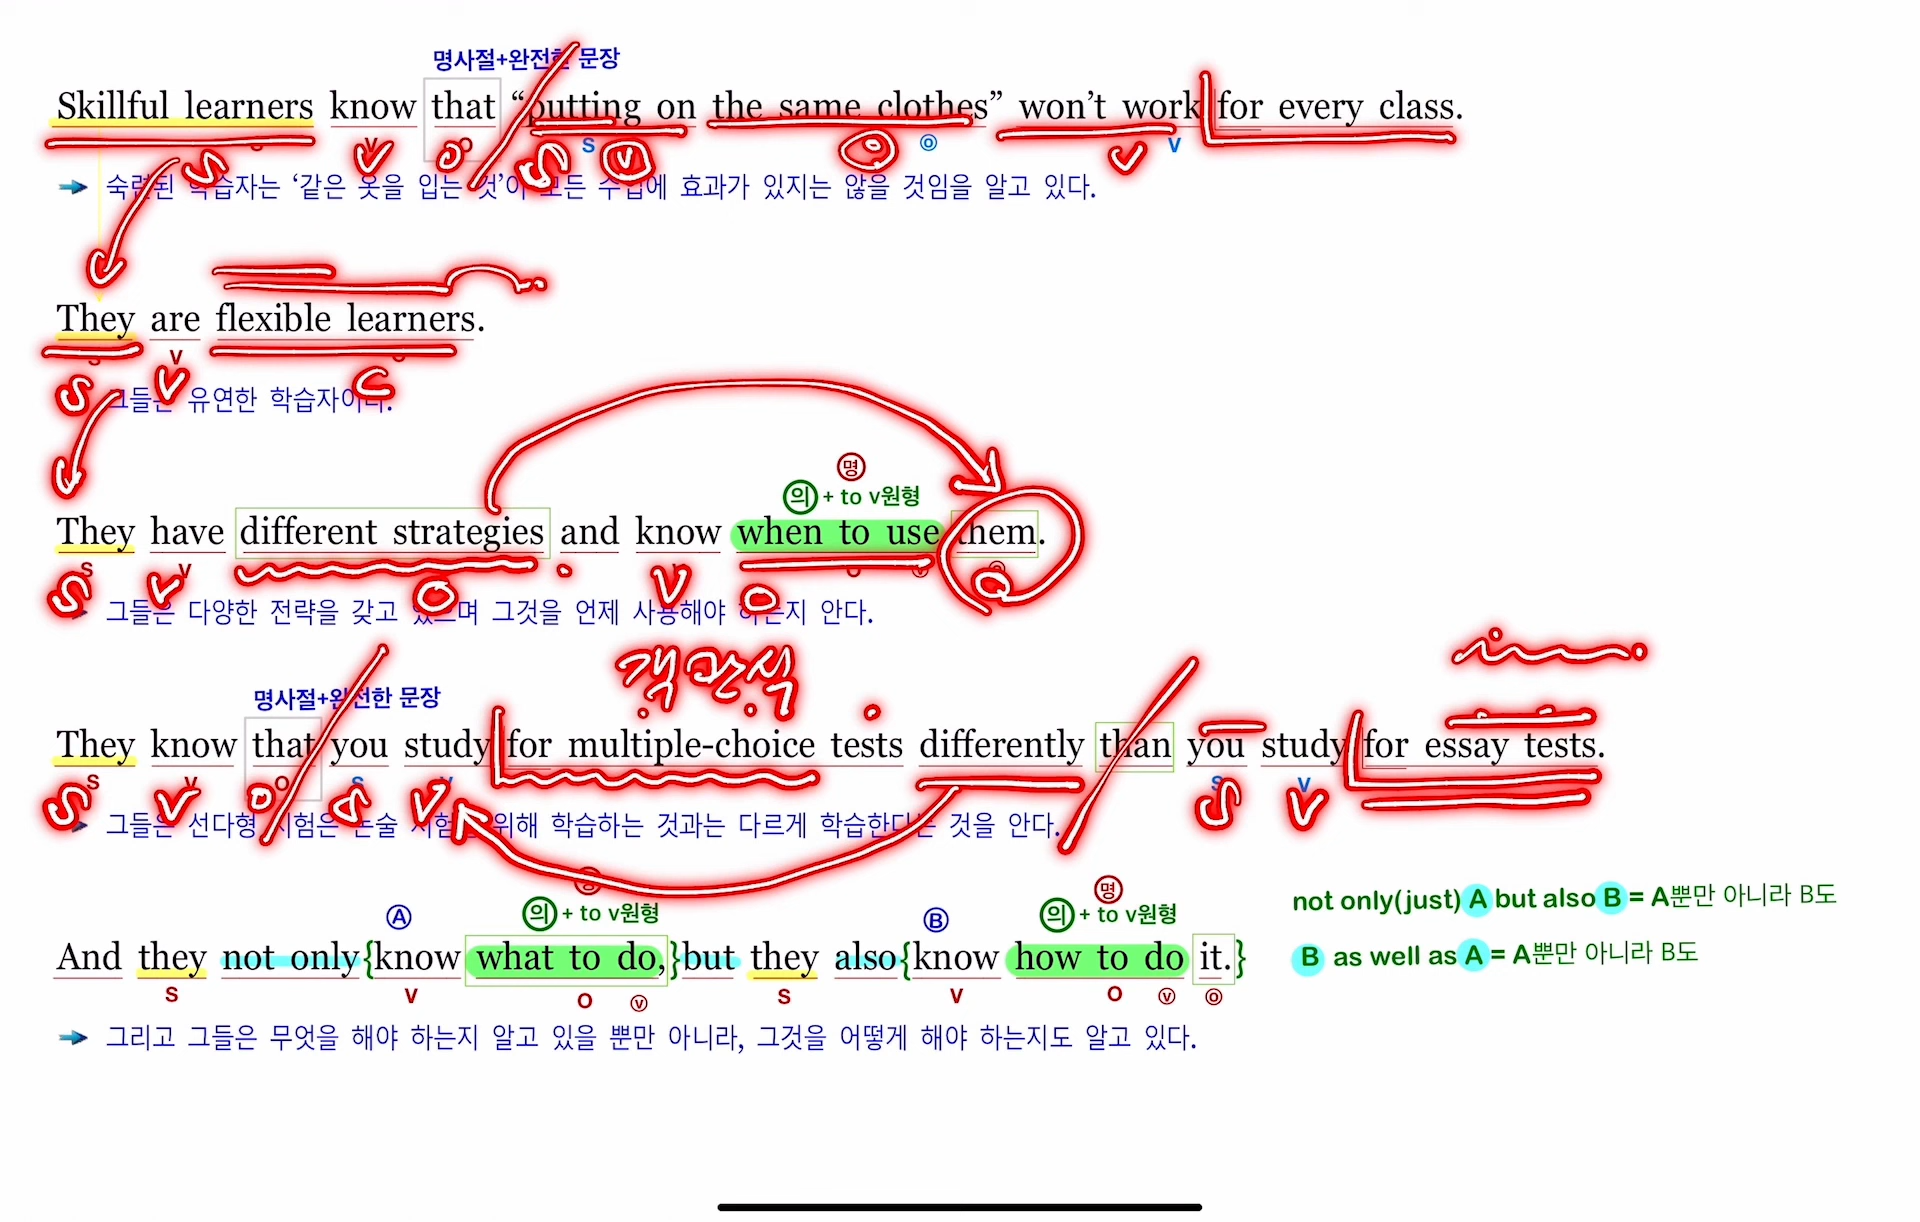 명사절+완전한 문장
Skillful learners know that “putting on the same clothes” won’t work for every class.
S V O S V O O V V
숙련된 학습자는 ‘같은 옷을 입는 것’이 모든 수업에 효과가 있지는 않을 것임을 알고 있다.
They are flexible learners.
S V C
그들은 유연한 학습자이다.
명
의 + to v원형
They have different strategies and know when to use them.
S V O V O O
그들은 다양한 전략을 갖고 있으며 그것을 언제 사용해야 하는지 안다.
객관식
명사절+완전한 문장
They know that you study for multiple-choice tests differently than you study for essay tests.
S V O S V S V
그들은 선다형 시험은 논술 시험을 위해 학습하는 것과는 다르게 학습한다는 것을 안다.
명 명
A 의 + to v원형 B 의 + to v원형
not only(just) A but also B = A뿐만 아니라 B도
And they not only {know what to do,} but they also {know how to do it.}
B as well as A = A뿐만 아니라 B도
S V O V S V O V O
그리고 그들은 무엇을 해야 하는지 알고 있을 뿐만 아니라, 그것을 어떻게 해야 하는지도 알고 있다.